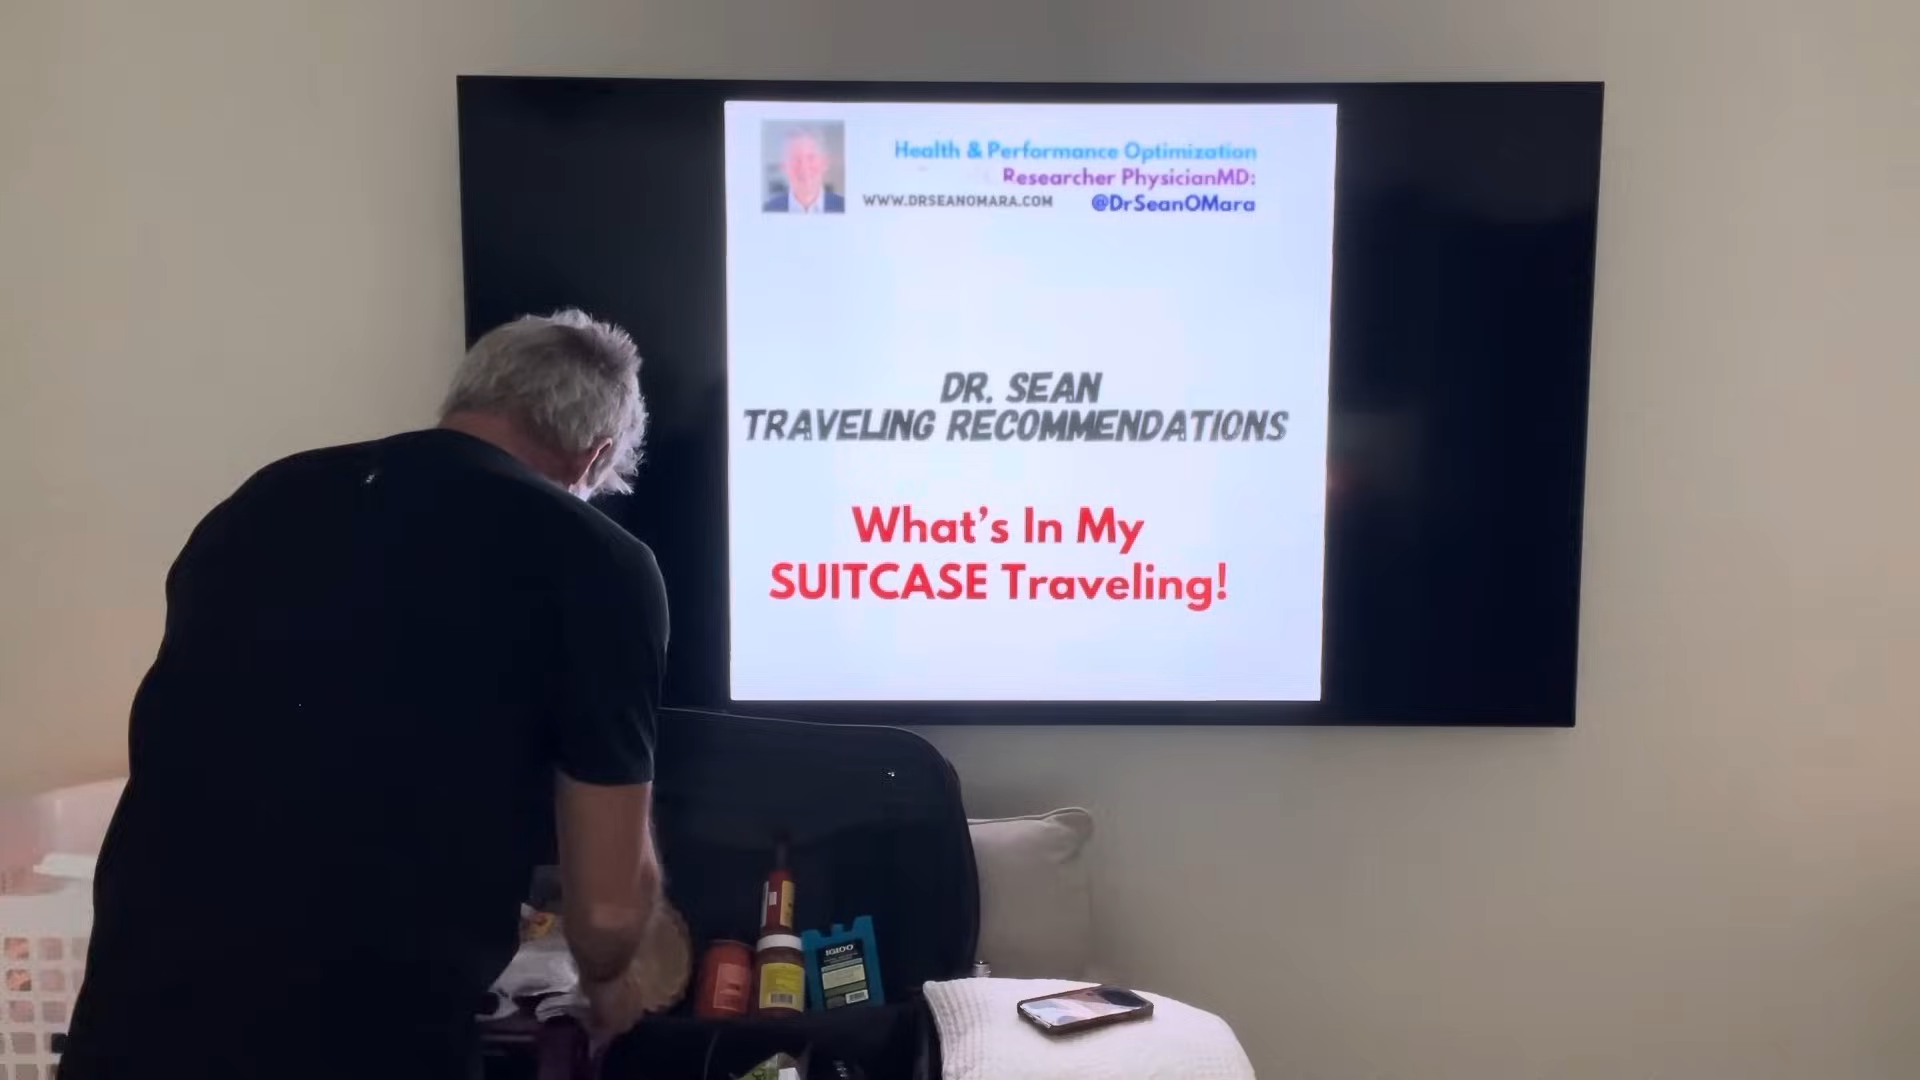 Health & Performance Optimization
Researcher PhysicianMD:
WWW.DRSEANOMARA.COM @DrSeanOMara
DR. SEAN
TRAVELING RECOMMENDATIONS
What's In My
SUITCASE Traveling!
IGLOO